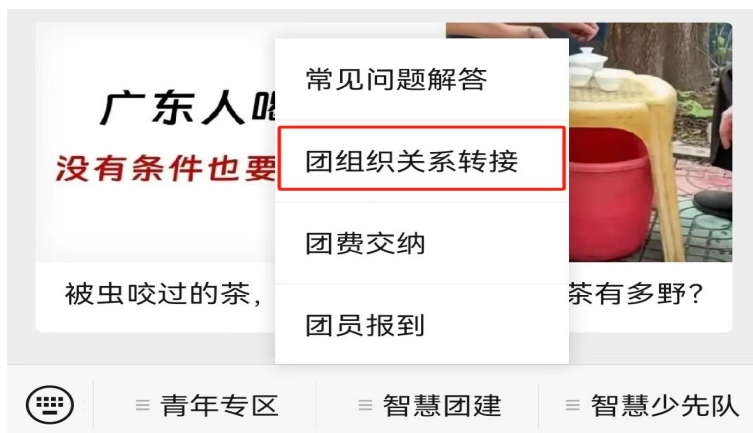 广东人
没有条件也要
常见问题解答
团组织关系转接
团费交纳
团员报到
被虫咬过的茶,
茶有多野?
≡ 青年专区
≡ 智慧团建
≡ 智慧少先队